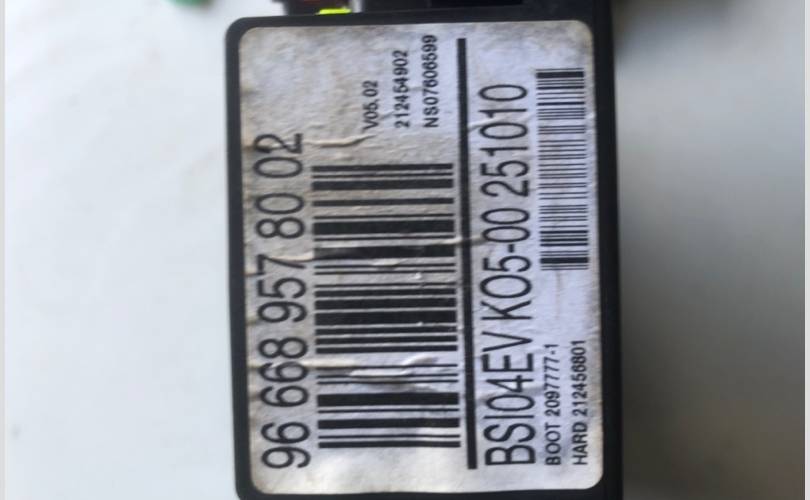 96 668 957 80 02
V05.02
212454902
NS07606599
BSI04EV KO5-00 251010
BOOT 2097777-1
HARD 212456801